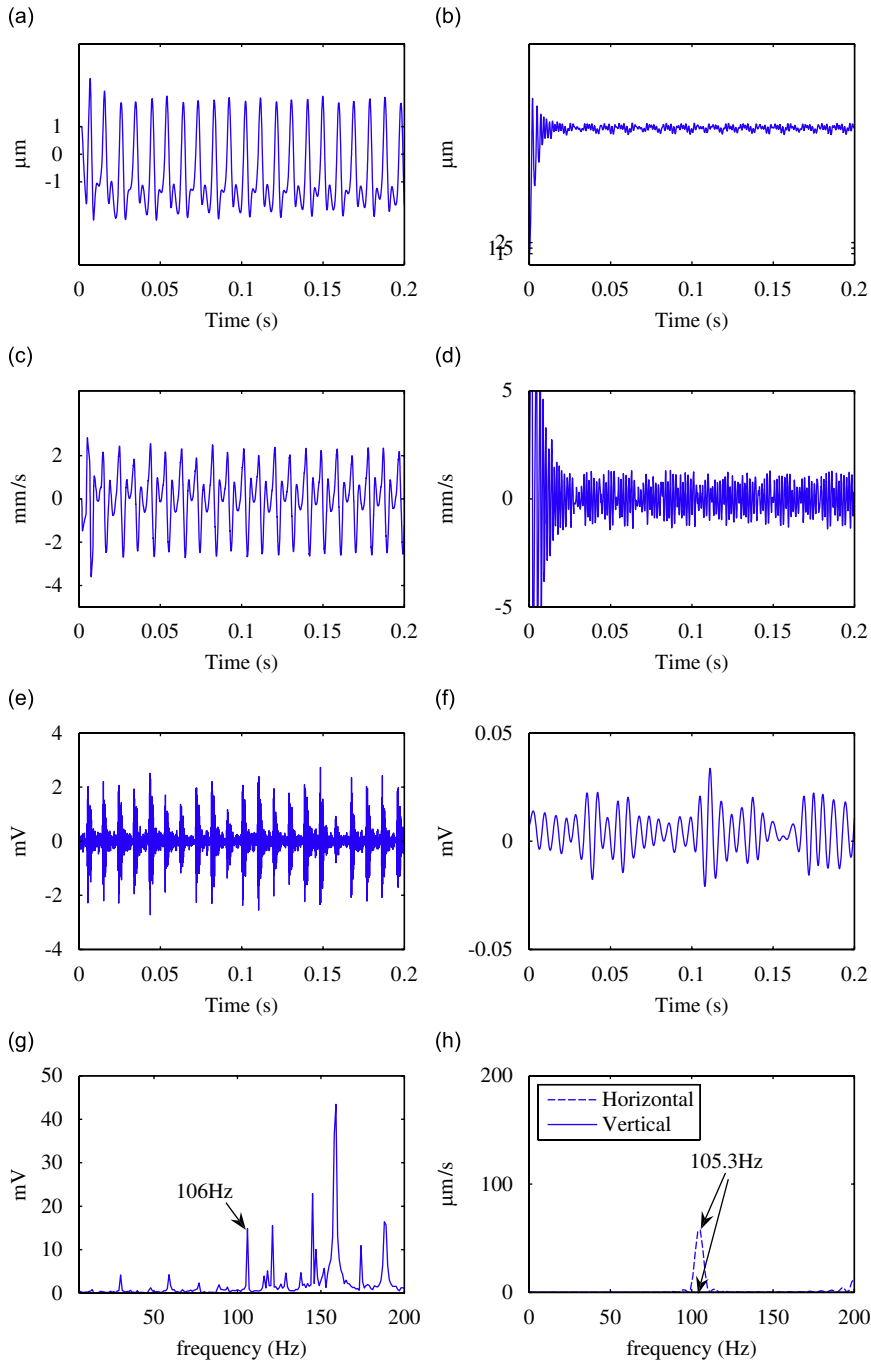 (a)
(b)
1
0
-1
μm
0
0.05
0.1
0.15
0.2
Time (s)
μm
2
1.5
1
0
0.05
0.1
0.15
0.2
Time (s)
(c)
(d)
2
0
-2
-4
mm/s
0
0.05
0.1
0.15
0.2
Time (s)
5
0
-5
mm/s
0
0.05
0.1
0.15
0.2
Time (s)
(e)
(f)
4
2
0
-2
-4
mV
0
0.05
0.1
0.15
0.2
Time (s)
0.05
0
-0.05
mV
0
0.05
0.1
0.15
0.2
Time (s)
(g)
(h)
50
40
30
20
10
0
mV
106Hz
50
100
150
200
frequency (Hz)
200
100
0
μm/s
Horizontal
Vertical
105.3Hz
0
50
100
150
200
frequency (Hz)